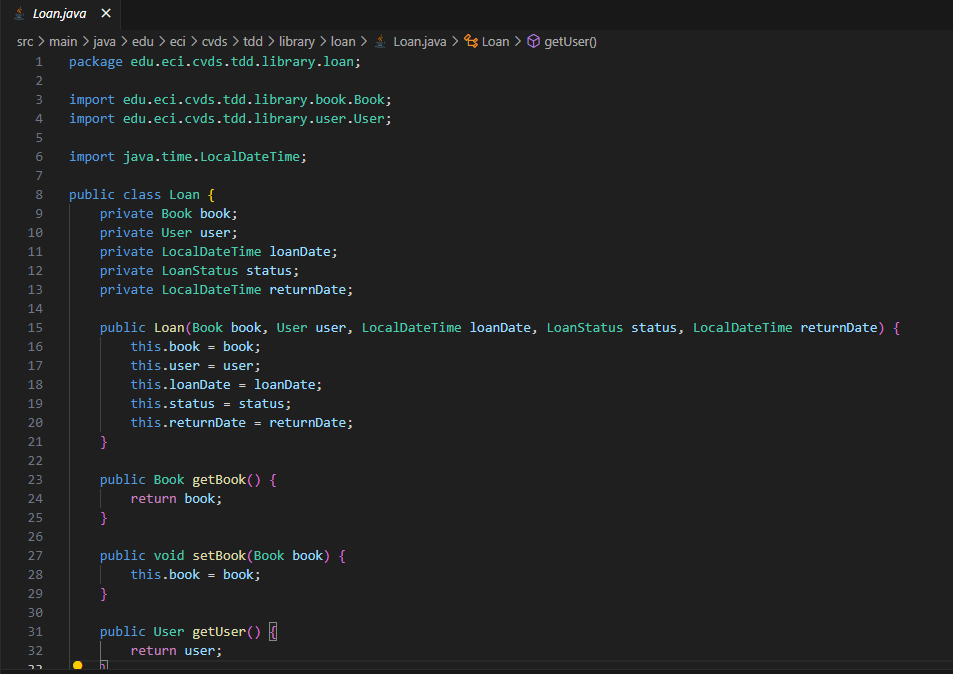 Loan.java ×
src > main > java > edu > eci > cvds > tdd > library > loan > Loan.java > Loan > getUser()
1 package edu.eci.cvds.tdd.library.loan;
2
3 import edu.eci.cvds.tdd.library.book.Book;
4 import edu.eci.cvds.tdd.library.user.User;
5
6 import java.time.LocalDateTime;
7
8 public class Loan {
9     private Book book;
10     private User user;
11     private LocalDateTime loanDate;
12     private LoanStatus status;
13     private LocalDateTime returnDate;
14
15     public Loan(Book book, User user, LocalDateTime loanDate, LoanStatus status, LocalDateTime returnDate) {
16         this.book = book;
17         this.user = user;
18         this.loanDate = loanDate;
19         this.status = status;
20         this.returnDate = returnDate;
21     }
22
23     public Book getBook() {
24         return book;
25     }
26
27     public void setBook(Book book) {
28         this.book = book;
29     }
30
31     public User getUser() {
32         return user;
33     }